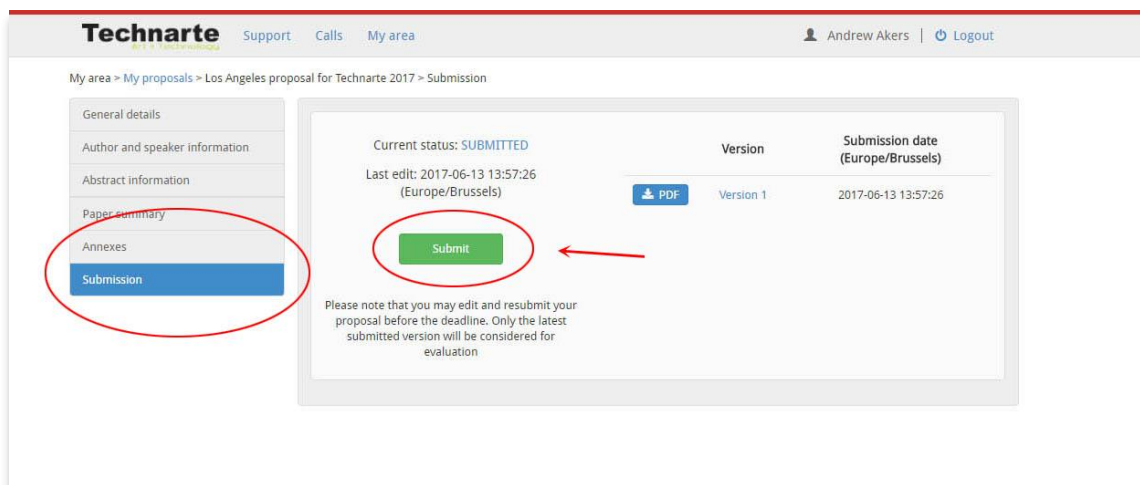 Technarte
Art + Technology
Support Calls My area
Andrew Akers | Logout
My area > My proposals > Los Angeles proposal for Technarte 2017 > Submission
General details
Author and speaker information
Abstract information
Paper summary
Annexes
Submission
Current status: SUBMITTED
Last edit: 2017-06-13 13:57:26
(Europe/Brussels)
Submit
Please note that you may edit and resubmit your
proposal before the deadline. Only the latest
submitted version will be considered for
evaluation
Version
Submission date
(Europe/Brussels)
PDF Version 1 2017-06-13 13:57:26